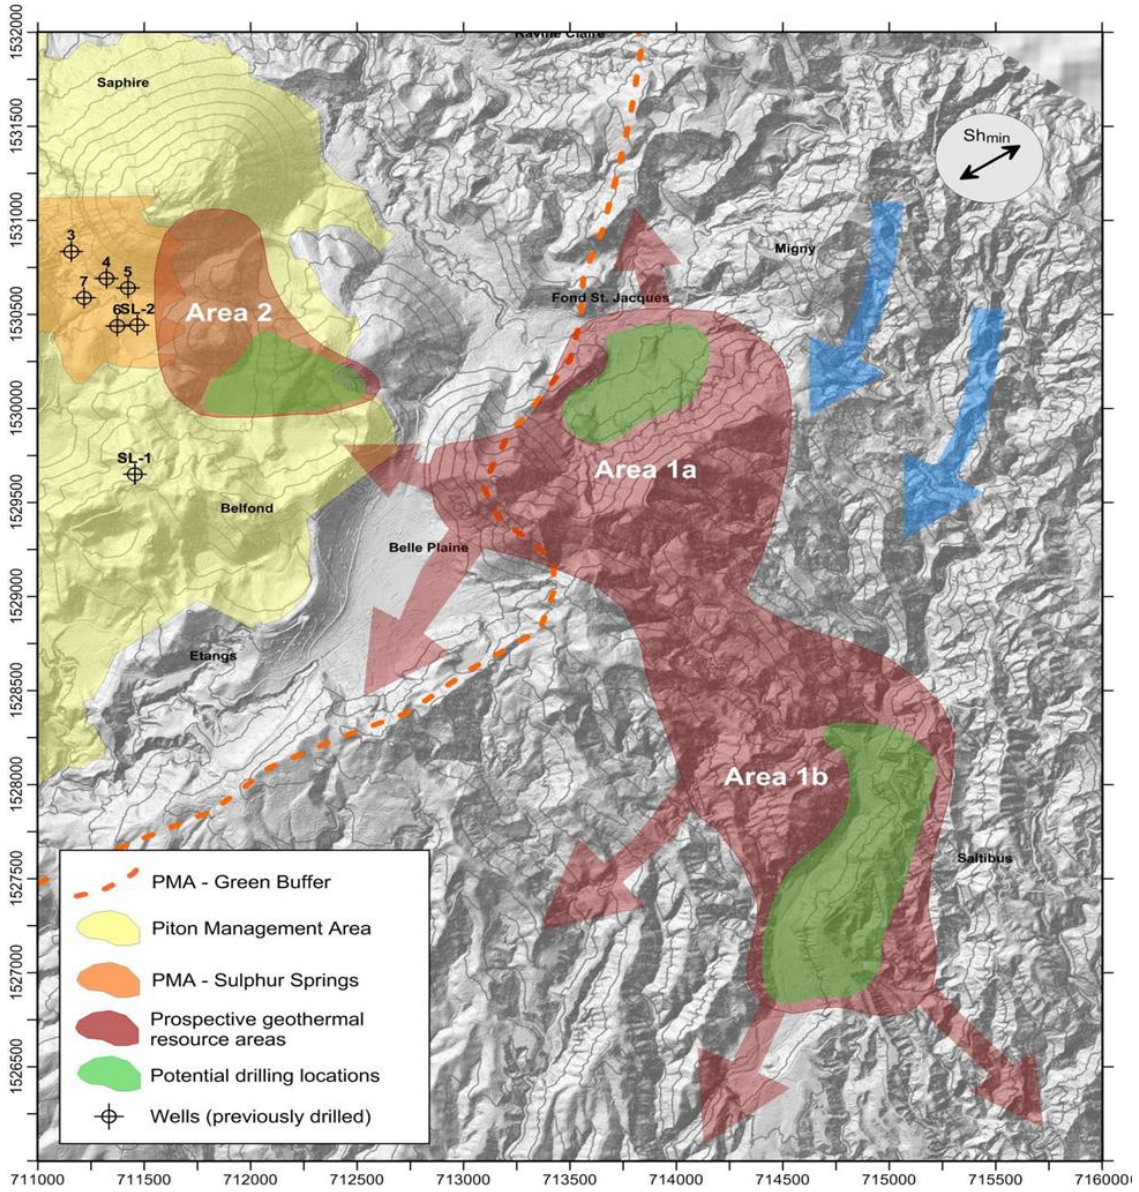 Ravine Claire
Saphire
Shmin
3
4
5
7
6
SL-2
Area 2
Migny
Fond St. Jacques
SL-1
Belfond
Area 1a
Belle Plaine
Etangs
Area 1b
Saltibus
PMA - Green Buffer
Piton Management Area
PMA - Sulphur Springs
Prospective geothermal
resource areas
Potential drilling locations
Wells (previously drilled)
1532000
1531500
1531000
1530500
1530000
1529500
1529000
1528500
1528000
1527500
1527000
1526500
711000 711500 712000 712500 713000 713500 714000 714500 715000 715500 716000